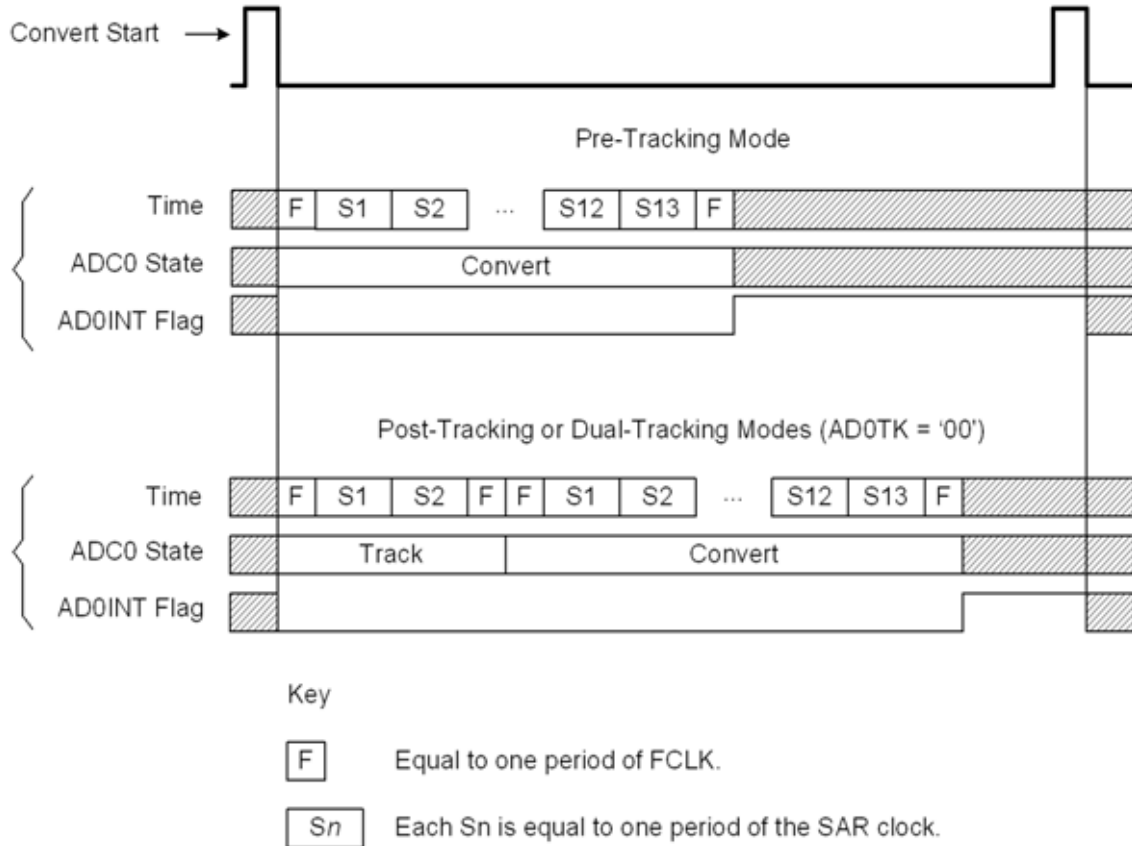 Convert Start
Pre-Tracking Mode
Time F S1 S2 ... S12 S13 F
ADC0 State Convert
AD0INT Flag
Post-Tracking or Dual-Tracking Modes (AD0TK = ‘00’)
Time F S1 S2 F F S1 S2 ... S12 S13 F
ADC0 State Track Convert
AD0INT Flag
Key
F Equal to one period of FCLK.
Sn Each Sn is equal to one period of the SAR clock.